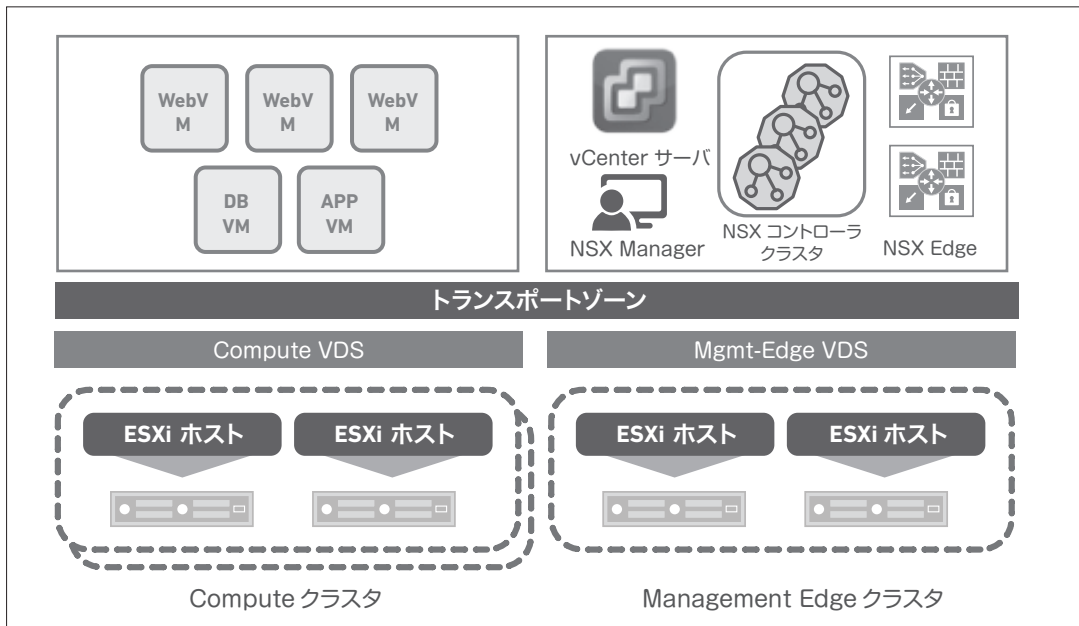 WebV
M
WebV
M
WebV
M
DB
VM
APP
VM
vCenter サーバ
NSX Manager
NSX コントローラ
クラスタ
NSX Edge
トランスポートゾーン
Compute VDS
Mgmt-Edge VDS
ESXi ホスト
ESXi ホスト
ESXi ホスト
ESXi ホスト
Compute クラスタ
Management Edge クラスタ